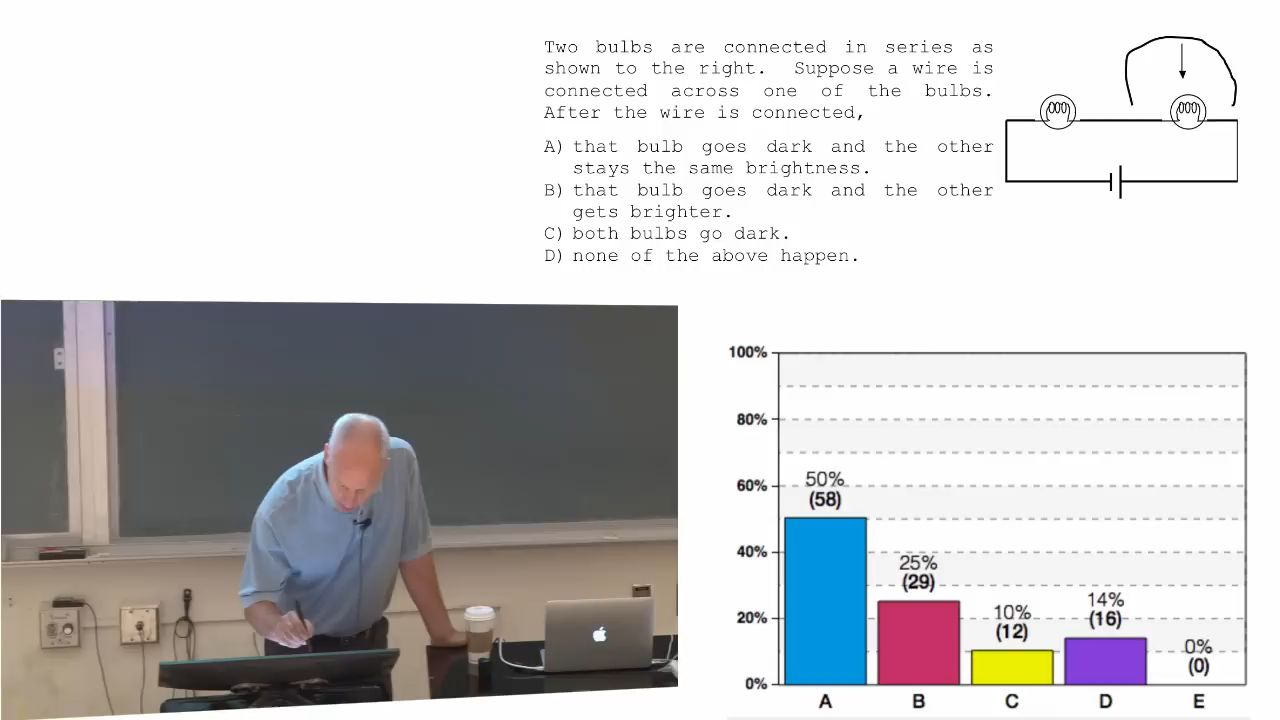 Two bulbs are connected in series as
shown to the right. Suppose a wire is
connected across one of the bulbs.
After the wire is connected,
A) that bulb goes dark and the other
stays the same brightness.
B) that bulb goes dark and the other
gets brighter.
C) both bulbs go dark.
D) none of the above happen.
100%
80%
60%
40%
20%
0%
50%
(58)
25%
(29)
10%
(12)
14%
(16)
0%
(0)
A B C D E